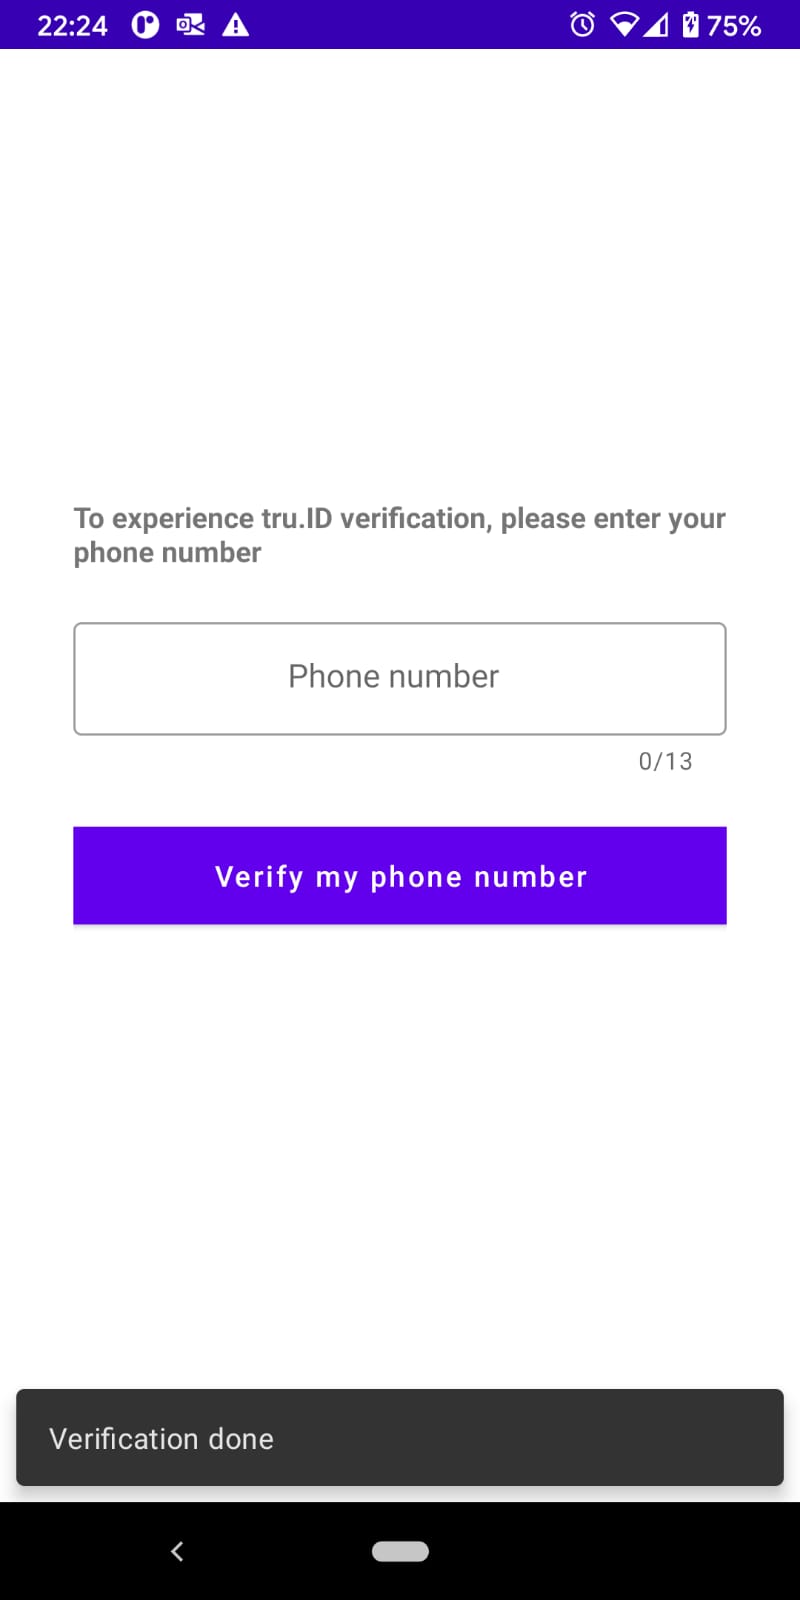 22:24 75%
To experience tru.ID verification, please enter your
phone number
Phone number
0/13
Verify my phone number
Verification done